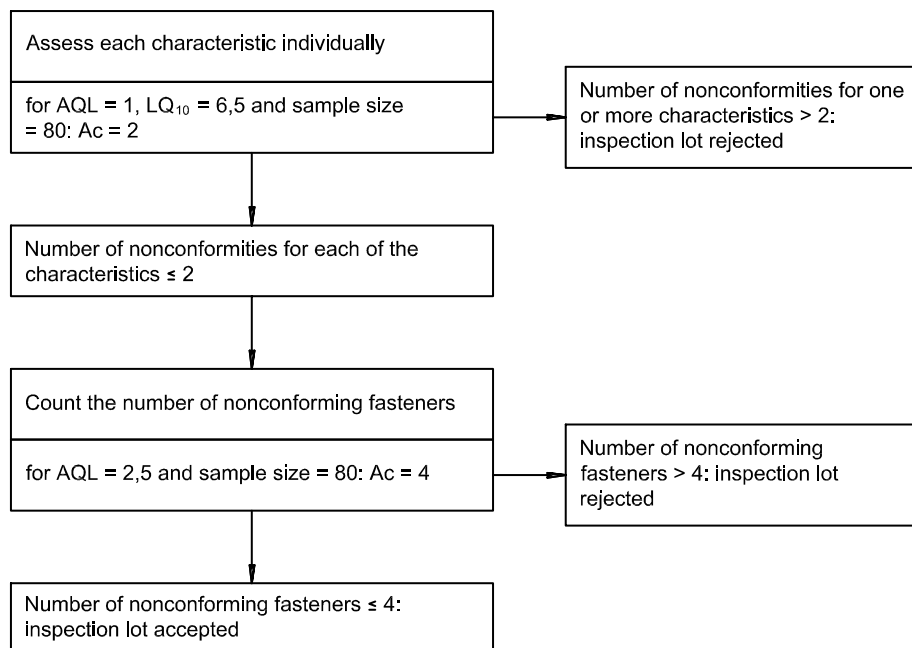 Assess each characteristic individually
for AQL = 1, LQ₁₀ = 6,5 and sample size
= 80: Ac = 2
Number of nonconformities for one
or more characteristics > 2:
inspection lot rejected
Number of nonconformities for each of the
characteristics ≤ 2
Count the number of nonconforming fasteners
for AQL = 2,5 and sample size = 80: Ac = 4
Number of nonconforming
fasteners > 4: inspection lot
rejected
Number of nonconforming fasteners ≤ 4:
inspection lot accepted